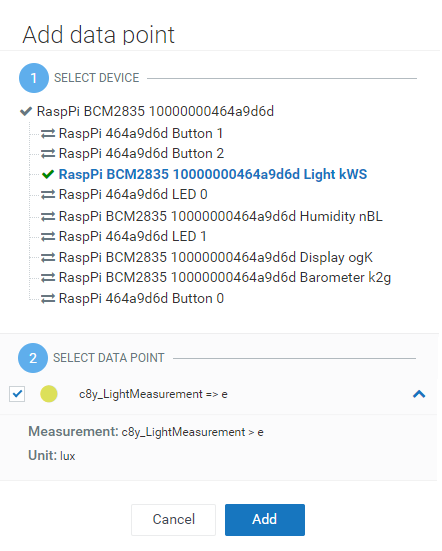 Add data point
1 SELECT DEVICE
RaspPi BCM2835 10000000464a9d6d
RaspPi 464a9d6d Button 1
RaspPi 464a9d6d Button 2
RaspPi BCM2835 10000000464a9d6d Light kWS
RaspPi 464a9d6d LED 0
RaspPi BCM2835 10000000464a9d6d Humidity nBL
RaspPi 464a9d6d LED 1
RaspPi BCM2835 10000000464a9d6d Display ogK
RaspPi BCM2835 10000000464a9d6d Barometer k2g
RaspPi 464a9d6d Button 0
2 SELECT DATA POINT
c8y_LightMeasurement => e
Measurement: c8y_LightMeasurement > e
Unit: lux
Cancel Add